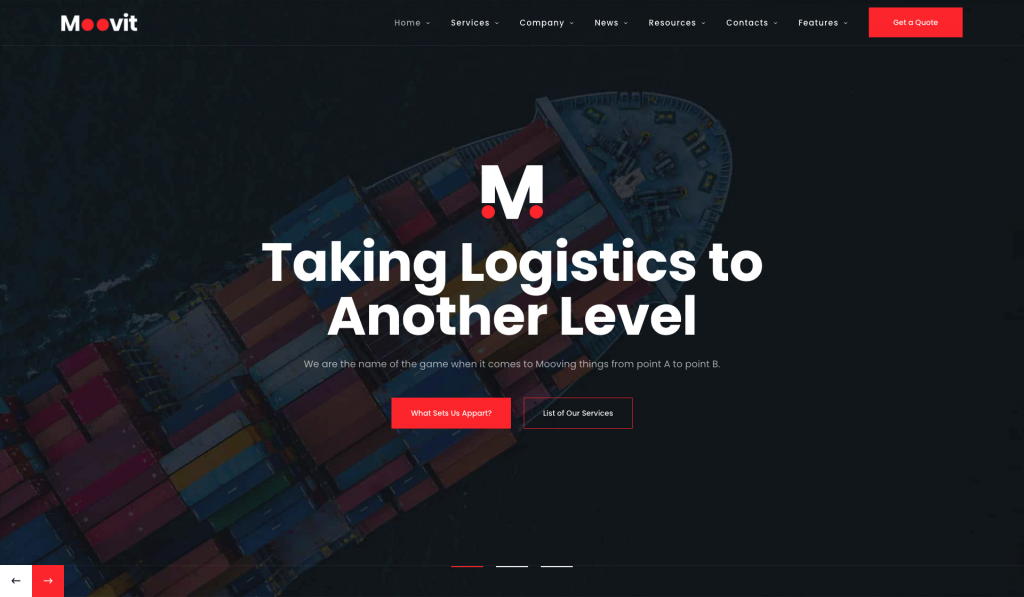 Moovit
Home
Services
Company
News
Resources
Contacts
Features
Get a Quote
M
Taking Logistics to
Another Level
We are the name of the game when it comes to Mooving things from point A to point B.
What Sets Us Appart?
List of Our Services